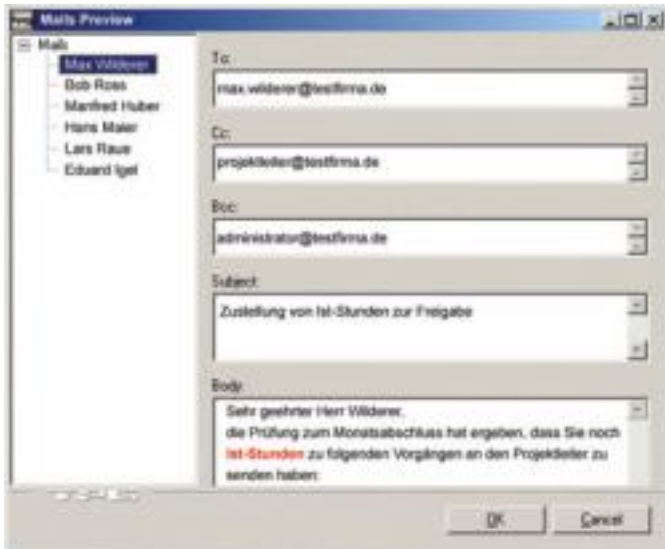 Mails Preview
Mails
Max Wilderer
Bob Ross
Manfred Huber
Hans Maier
Lars Raue
Eduard Igel
To:
max.wilderer@testfirma.de
Cc:
projektleiter@testfirma.de
Bcc:
administrator@testfirma.de
Subject:
Zustellung von Ist-Stunden zur Freigabe
Body:
Sehr geehrter Herr Wilderer,
die Prüfung zum Monatsabschluss hat ergeben, dass Sie noch
Ist-Stunden zu folgenden Vorgängen an den Projektleiter zu
senden haben:
OK
Cancel